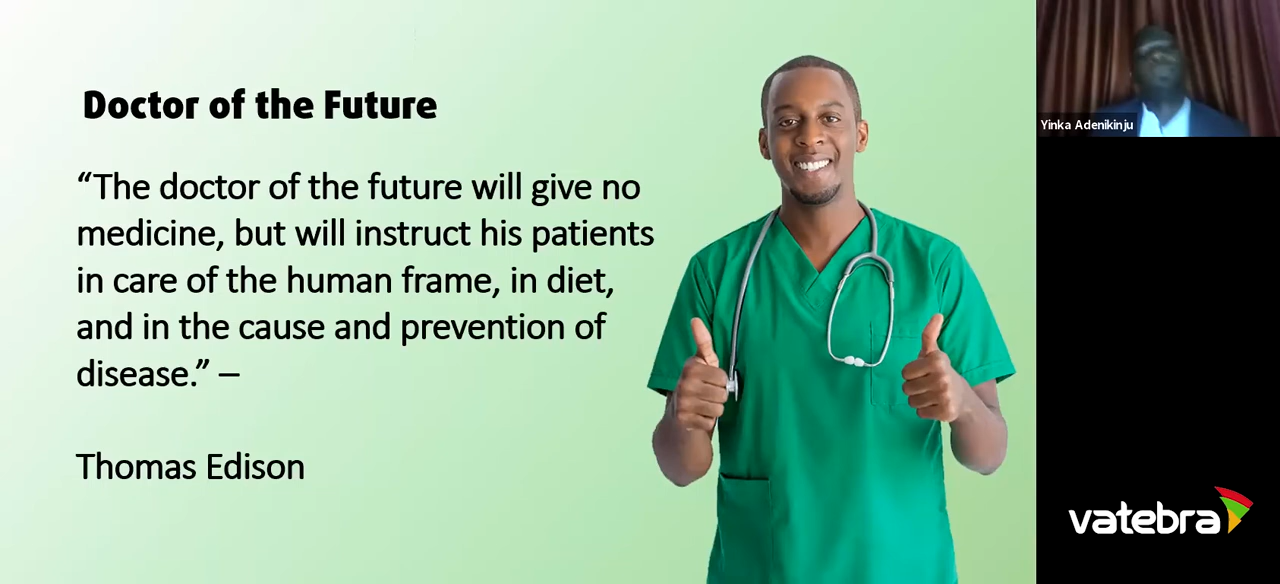 Doctor of the Future
“The doctor of the future will give no
medicine, but will instruct his patients
in care of the human frame, in diet,
and in the cause and prevention of
disease.” –
Thomas Edison
Yinka Adenikinju
vatebra